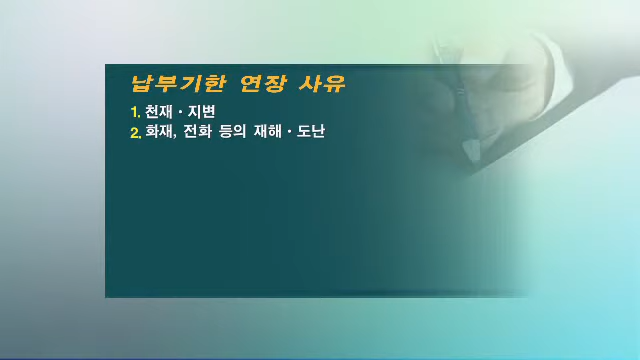 납부기한 연장 사유
1. 천재·지변
2. 화재, 전화 등의 재해·도난